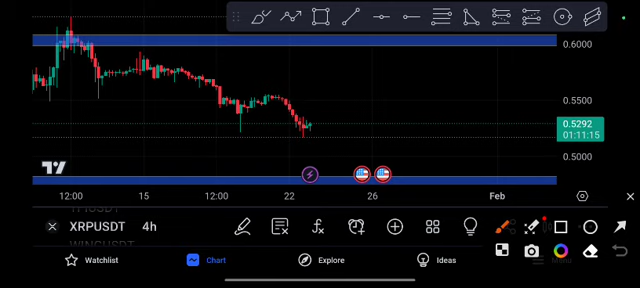 0.6000
0.5500
0.5292
01:11:15
0.5000
12:00 15 12:00 22 26 Feb
XRPUSDT 4h
Watchlist Chart Explore Ideas